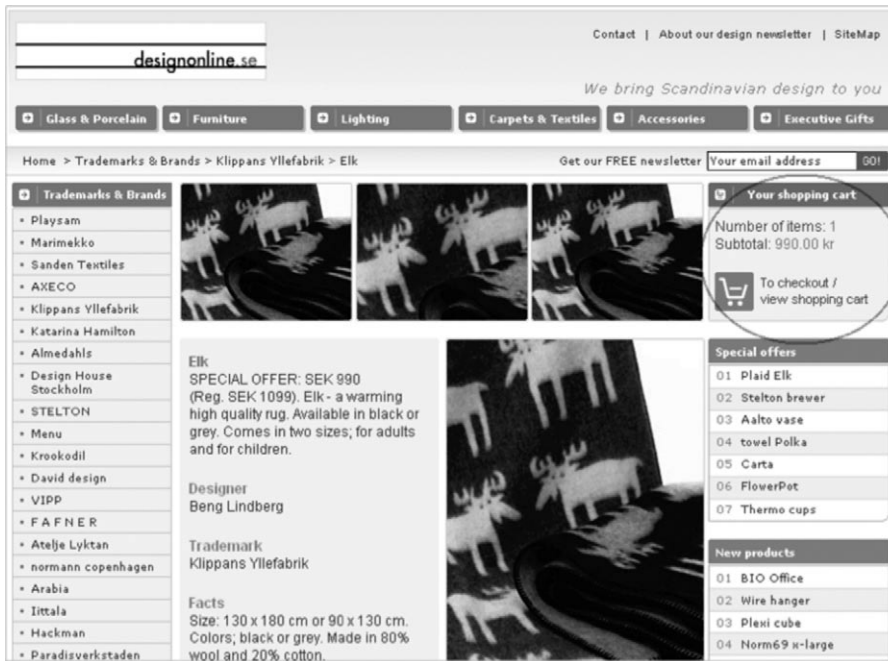 designonline.se
Contact | About our design newsletter | SiteMap
We bring Scandinavian design to you
Glass & Porcelain
Furniture
Lighting
Carpets & Textiles
Accessories
Executive Gifts
Home > Trademarks & Brands > Klippans Yllefabrik > Elk
Get our FREE newsletter Your email address GO!
Trademarks & Brands
Playsam
Marimekko
Sanden Textiles
AXECO
Klippans Yllefabrik
Katarina Hamilton
Almedahls
Design House
Stockholm
STELTON
Menu
Krookodil
David design
VIPP
FAFNER
Atelje Lyktan
normann copenhagen
Arabia
Iittala
Hackman
Paradisverkstaden
Elk
SPECIAL OFFER: SEK 990
(Reg. SEK 1099). Elk - a warming
high quality rug. Available in black or
grey. Comes in two sizes; for adults
and for children.
Designer
Beng Lindberg
Trademark
Klippans Yllefabrik
Facts
Size: 130 x 180 cm or 90 x 130 cm.
Colors; black or grey. Made in 80%
wool and 20% cotton.
Your shopping cart
Number of items: 1
Subtotal: 990.00 kr
To checkout /
view shopping cart
Special offers
01 Plaid Elk
02 Stelton brewer
03 Aalto vase
04 towel Polka
05 Carta
06 FlowerPot
07 Thermo cups
New products
01 BIO Office
02 Wire hanger
03 Plexi cube
04 Norm69 x-large